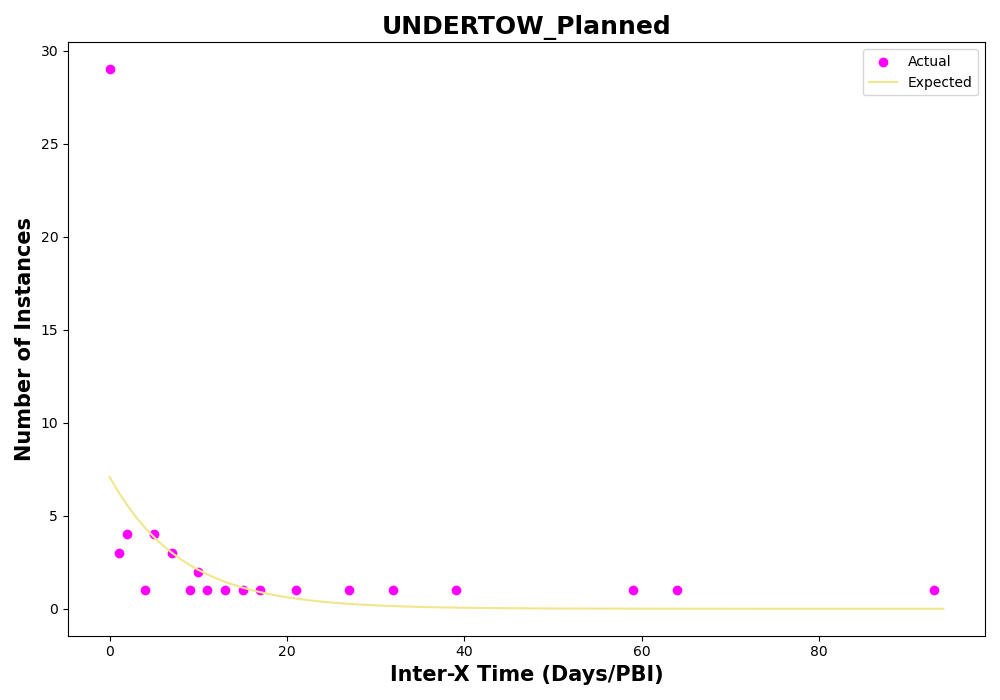 UNDERTOW_Planned
30
25
20
15
10
5
0
Number of Instances
Actual
Expected
0
20
40
60
80
Inter-X Time (Days/PBI)